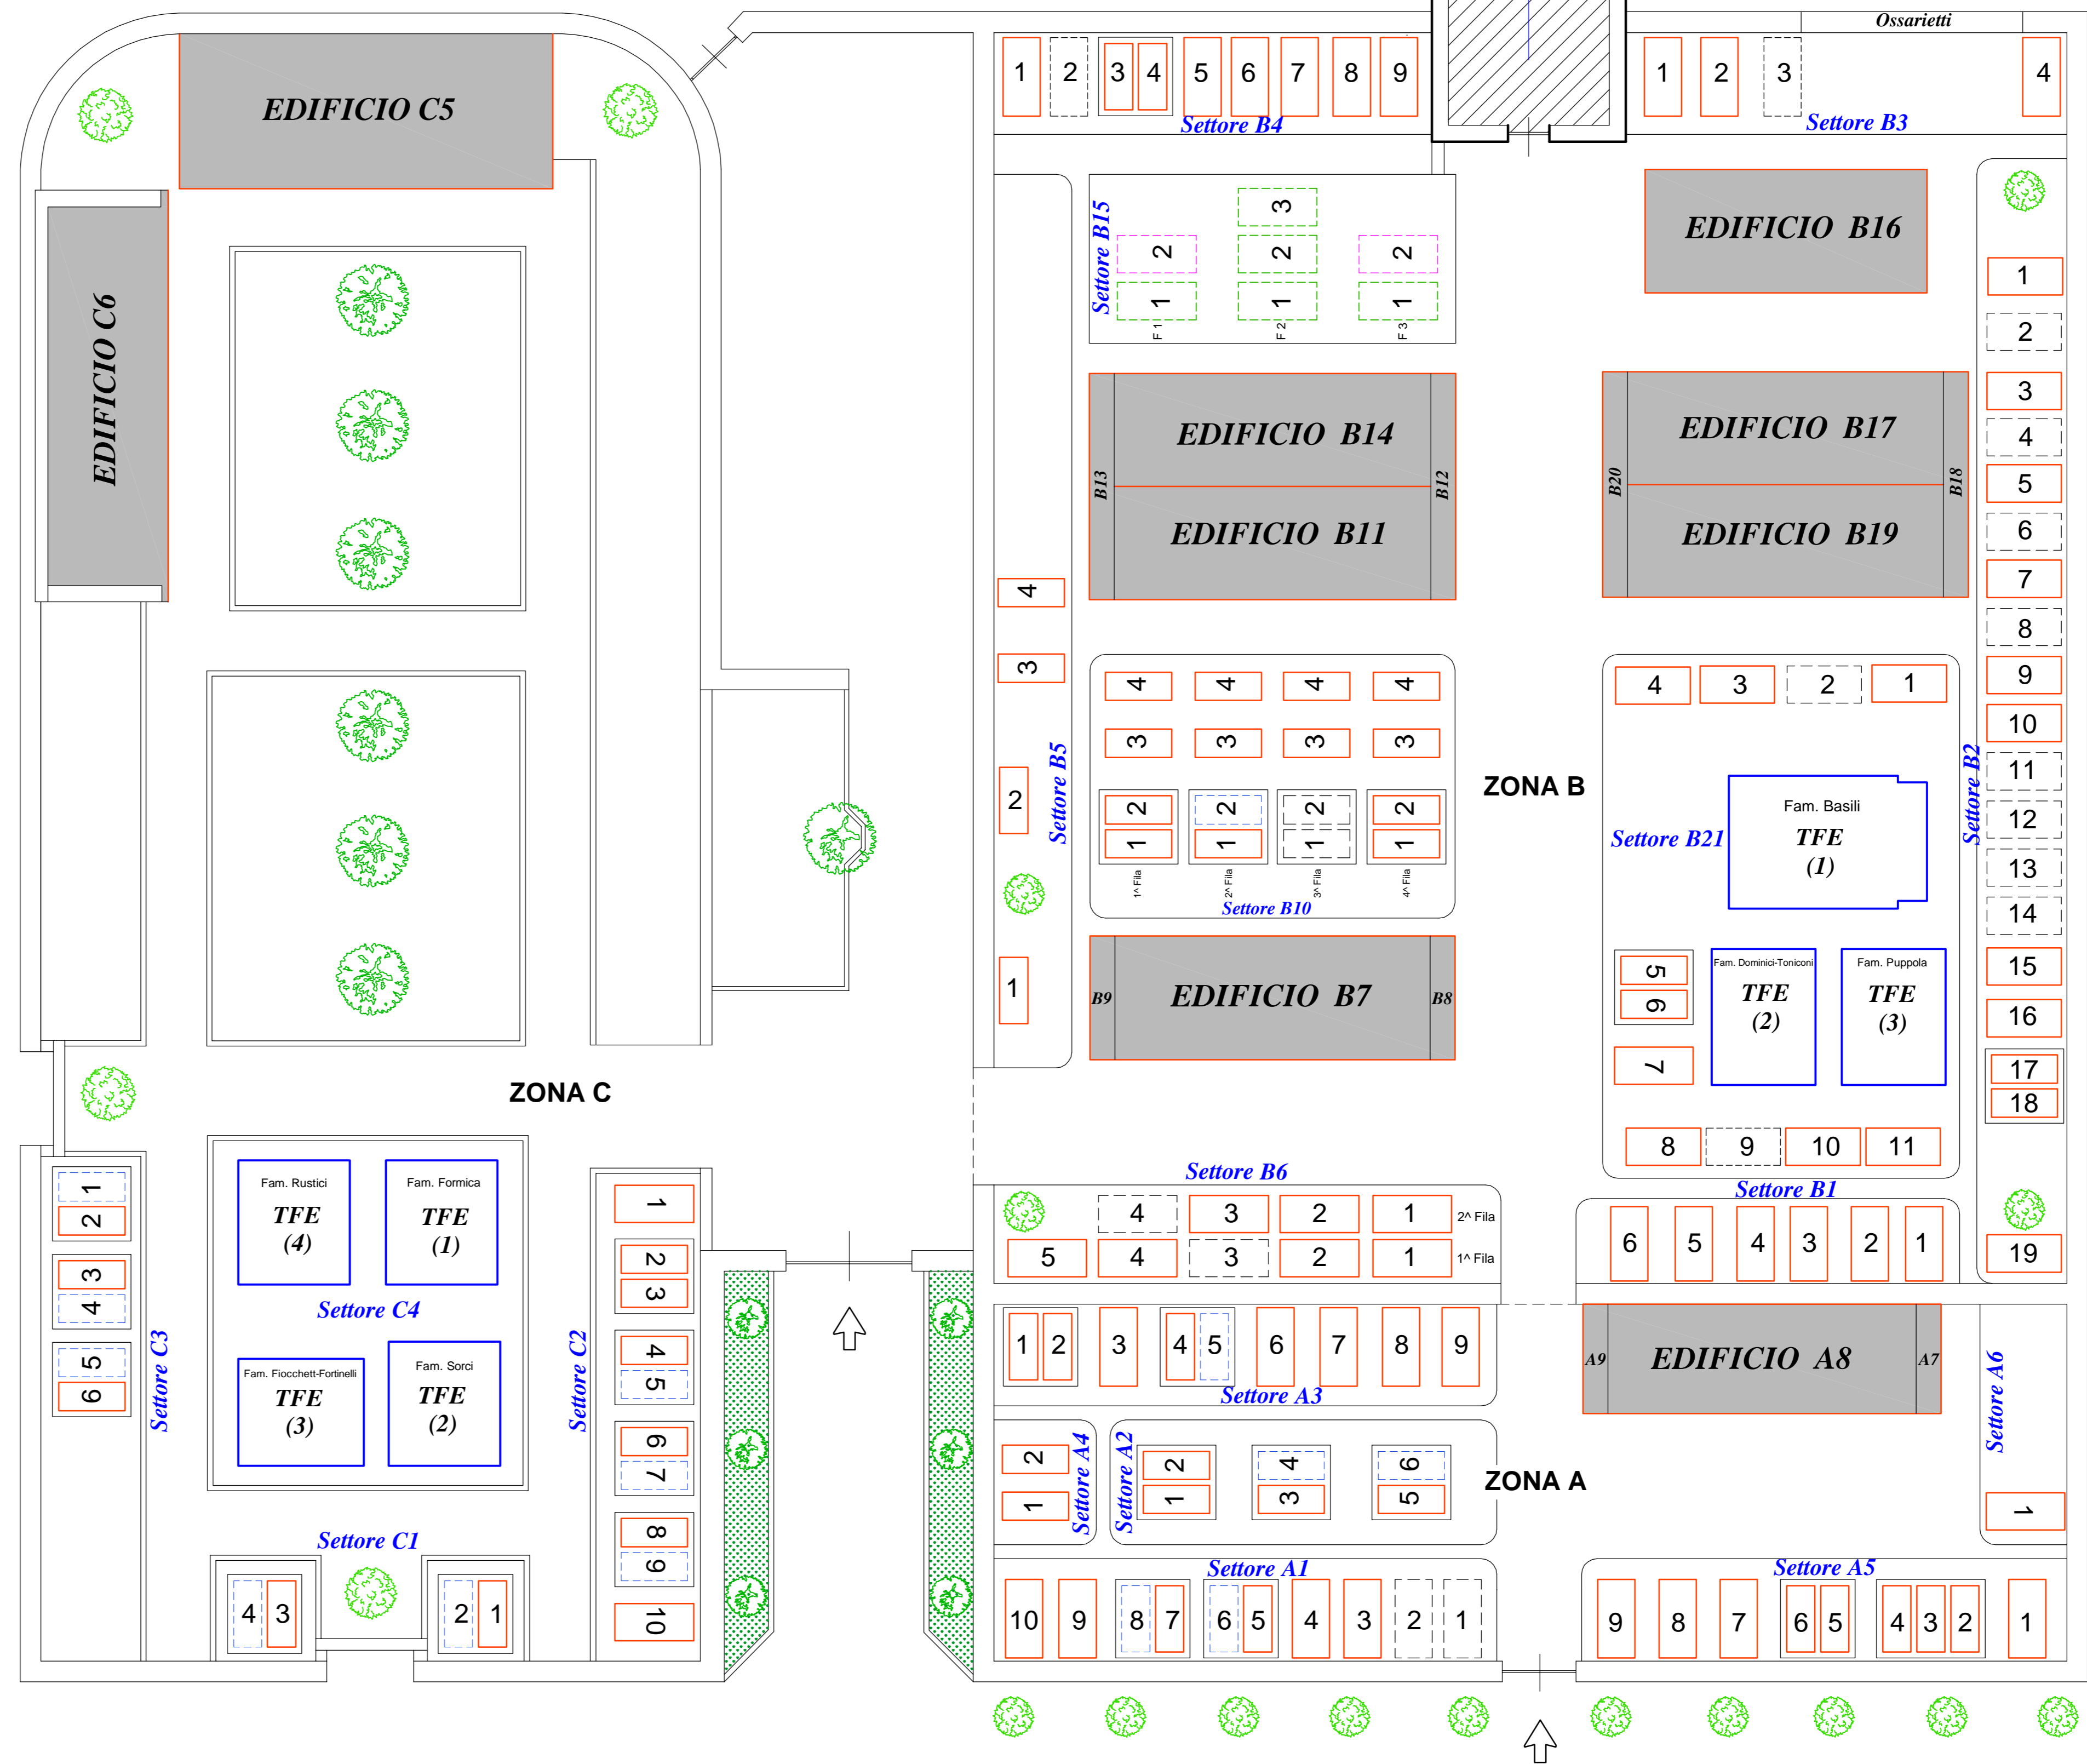 Ossarietti
1 2 3 4 5 6 7 8 9
Settore B4
1 2 3 4
Settore B3
EDIFICIO C5
EDIFICIO C6
Settore B15
3
2 2 2
1 1 1
F 1 F 2 F 3
EDIFICIO B16
EDIFICIO B14
B13
B12
EDIFICIO B11
EDIFICIO B17
B20
B18
EDIFICIO B19
1
2
3
4
5
6
7
8
9
10
11
12
13
14
15
16
17
18
19
Settore B2
4
3
2
1
Settore B5
4 4 4 4
3 3 3 3
2 2 2 2
1 1 1 1
1^ Fila 2^ Fila 3^ Fila 4^ Fila
Settore B10
ZONA B
4 3 2 1
Fam. Basili
TFE
(1)
Settore B21
5
6
7
Fam. Dominici-Toniconi
TFE
(2)
Fam. Puppola
TFE
(3)
8 9 10 11
B9
EDIFICIO B7
B8
ZONA C
Settore B6
4 3 2 1 2^ Fila
5 4 3 2 1 1^ Fila
Settore B1
6 5 4 3 2 1
1
2
3
4
5
6
Settore C3
Fam. Rustici
TFE
(4)
Fam. Formica
TFE
(1)
Settore C4
Fam. Fiocchett-Fortinelli
TFE
(3)
Fam. Sorci
TFE
(2)
Settore C2
1
2
3
4
5
6
7
8
9
10
Settore C1
4 3 2 1
1 2 3 4 5 6 7 8 9
Settore A3
A9
EDIFICIO A8
A7
Settore A6
1
2
1
Settore A4
Settore A2
2 4 6
1 3 5
ZONA A
Settore A1
10 9 8 7 6 5 4 3 2 1
Settore A5
9 8 7 6 5 4 3 2 1